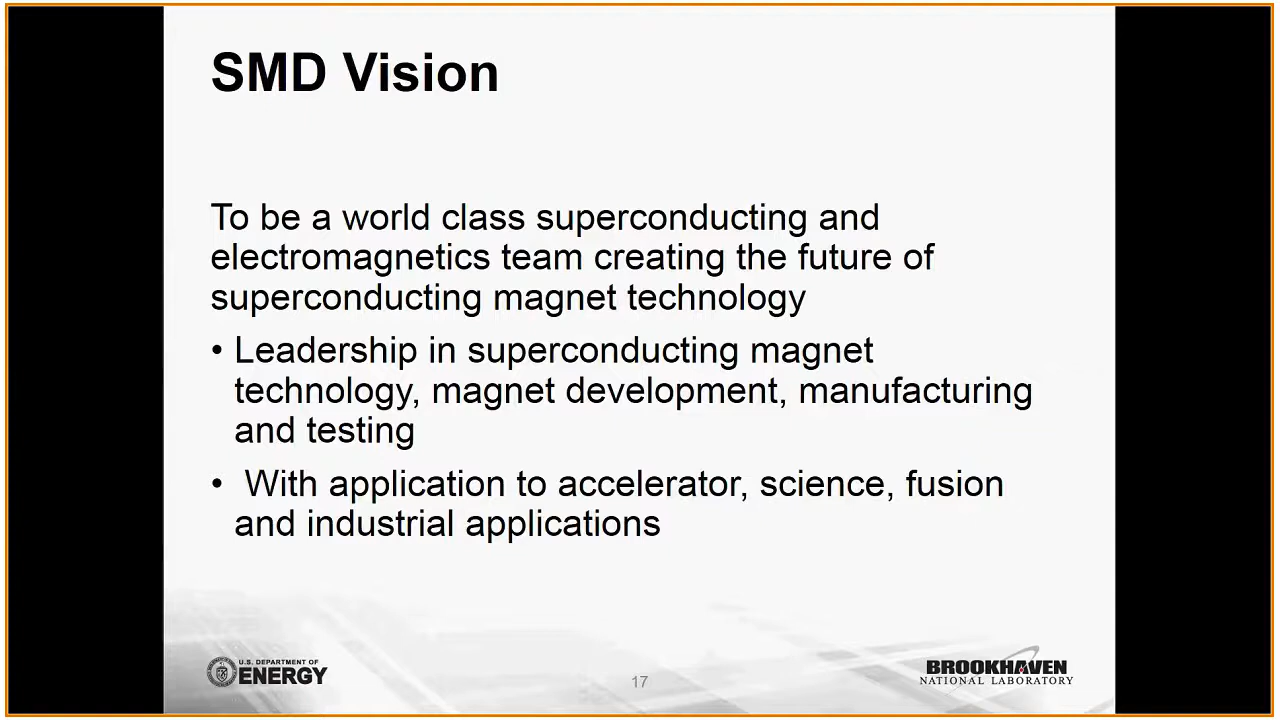 SMD Vision
To be a world class superconducting and
electromagnetics team creating the future of
superconducting magnet technology
• Leadership in superconducting magnet
technology, magnet development, manufacturing
and testing
• With application to accelerator, science, fusion
and industrial applications
U.S. DEPARTMENT OF
ENERGY
17
BROOKHAVEN
NATIONAL LABORATORY